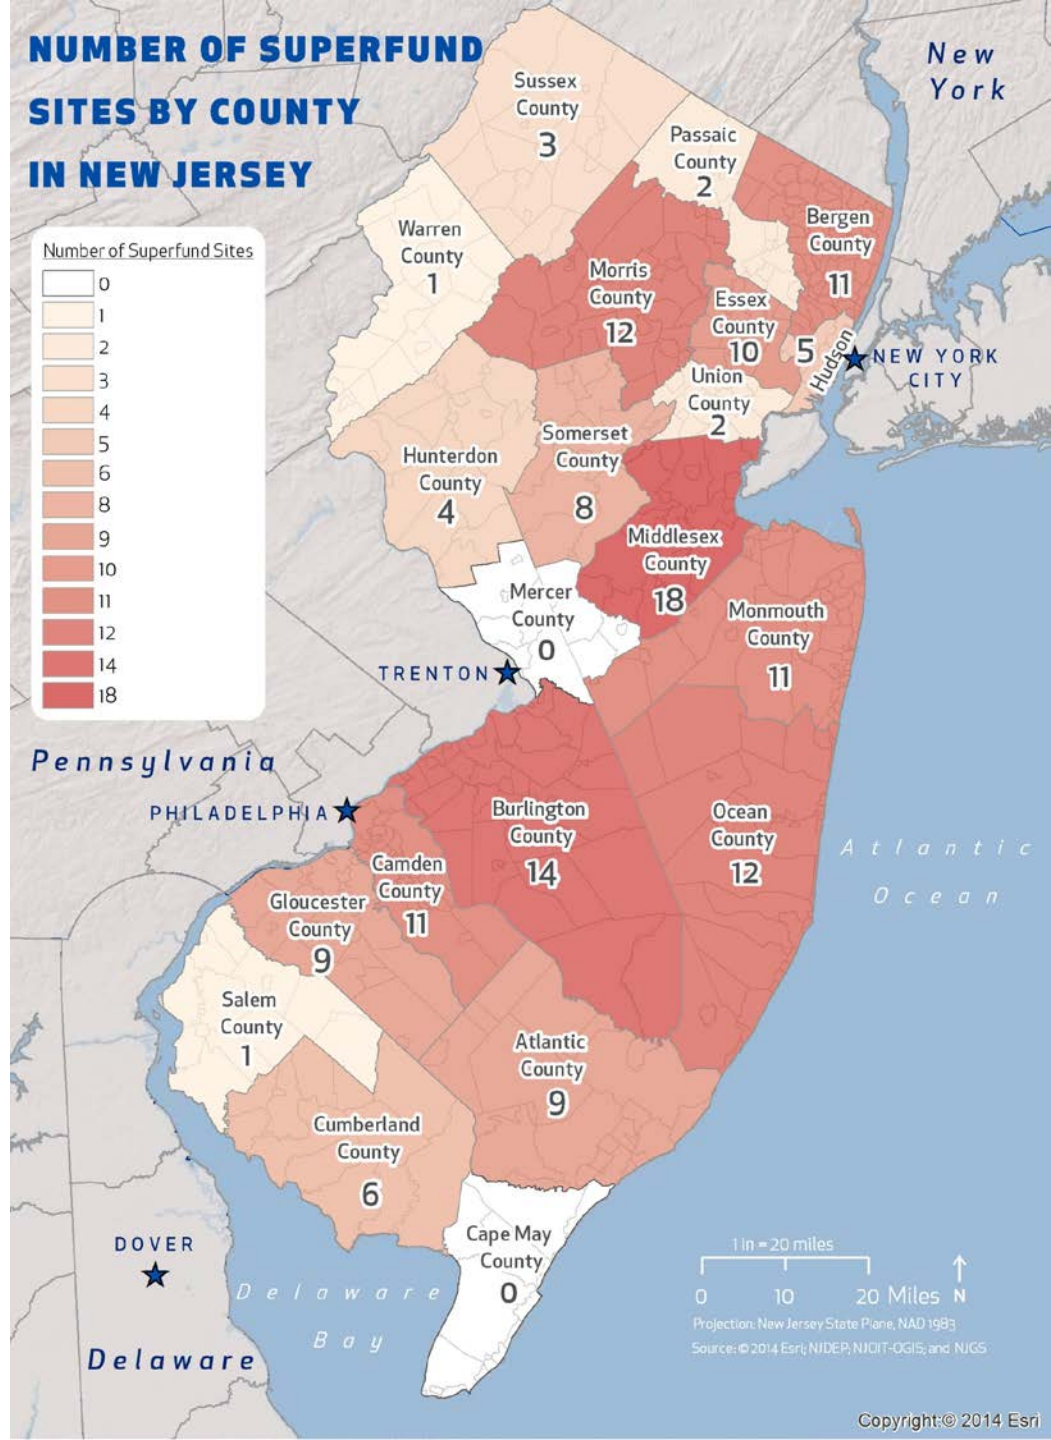 NUMBER OF SUPERFUND
SITES BY COUNTY
IN NEW JERSEY
Number of Superfund Sites
0
1
2
3
4
5
6
8
9
10
11
12
14
18
New
York
Sussex
County
3
Passaic
County
2
Bergen
County
11
Warren
County
1
Morris
County
12
Essex
County
10
5
Hudson
NEW YORK
CITY
Union
County
2
Hunterdon
County
4
Somerset
County
8
Middlesex
County
18
Mercer
County
0
Monmouth
County
11
TRENTON
Pennsylvania
PHILADELPHIA
Burlington
County
14
Ocean
County
12
Atlantic
Ocean
Camden
County
11
Gloucester
County
9
Salem
County
1
Atlantic
County
9
Cumberland
County
6
Cape May
County
0
DOVER
Delaware
Bay
Delaware
1 in = 20 miles
0 10 20 Miles N
Projection: New Jersey State Plane, NAD 1983
Source: © 2014 Esri; NJDEP; NJOIT-OGIS; and NJGS
Copyright:© 2014 Esri